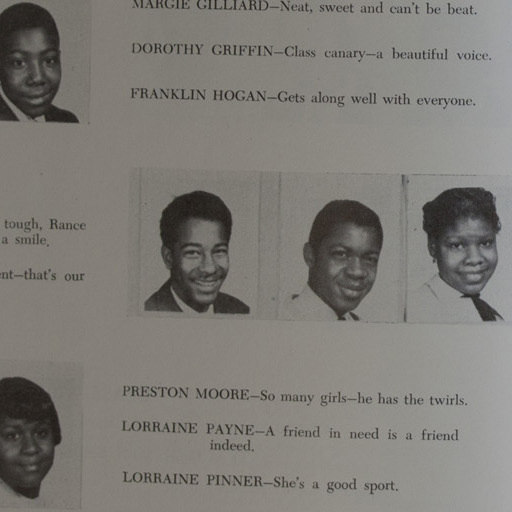 MARGIE GILLIARD—Neat, sweet and can't be beat.
DOROTHY GRIFFIN—Class canary—a beautiful voice.
FRANKLIN HOGAN—Gets along well with everyone.
tough, Rance
a smile.
nt—that's our
PRESTON MOORE—So many girls—he has the twirls.
LORRAINE PAYNE—A friend in need is a friend
indeed.
LORRAINE PINNER—She's a good sport.